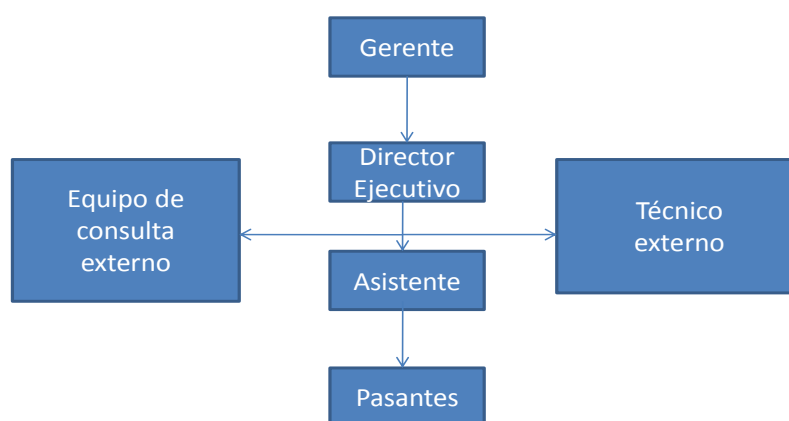 Gerente
Director
Ejecutivo
Equipo de
consulta
externo
Técnico
externo
Asistente
Pasantes